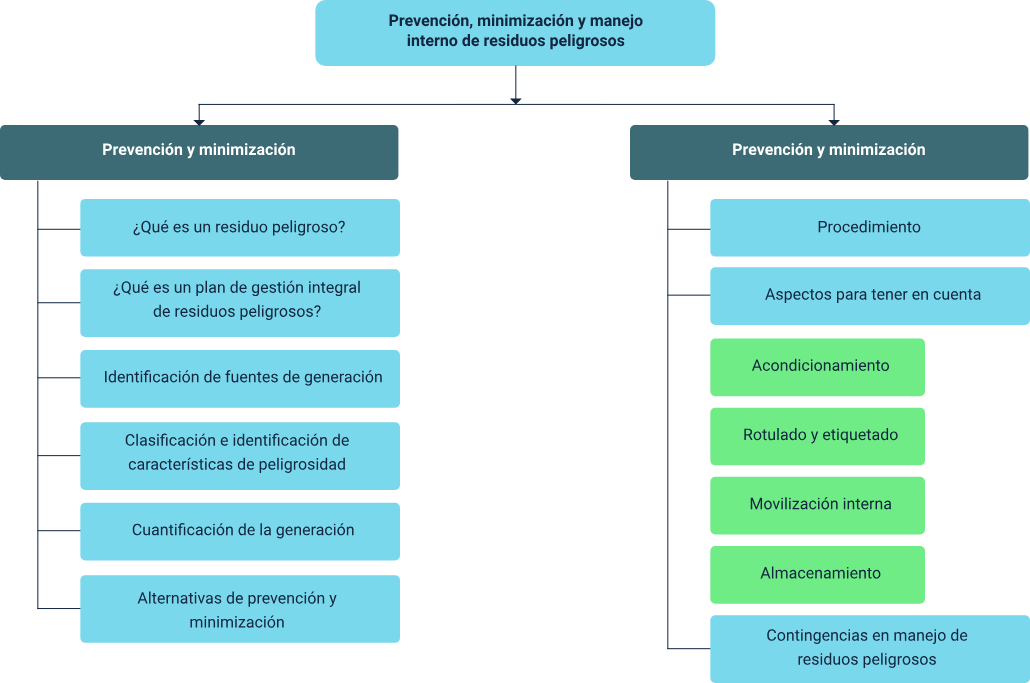 Prevención, minimización y manejo
interno de residuos peligrosos
Prevención y minimización
¿Qué es un residuo peligroso?
¿Qué es un plan de gestión integral
de residuos peligrosos?
Identificación de fuentes de generación
Clasificación e identificación de
características de peligrosidad
Cuantificación de la generación
Alternativas de prevención y
minimización
Prevención y minimización
Procedimiento
Aspectos para tener en cuenta
Acondicionamiento
Rotulado y etiquetado
Movilización interna
Almacenamiento
Contingencias en manejo de
residuos peligrosos